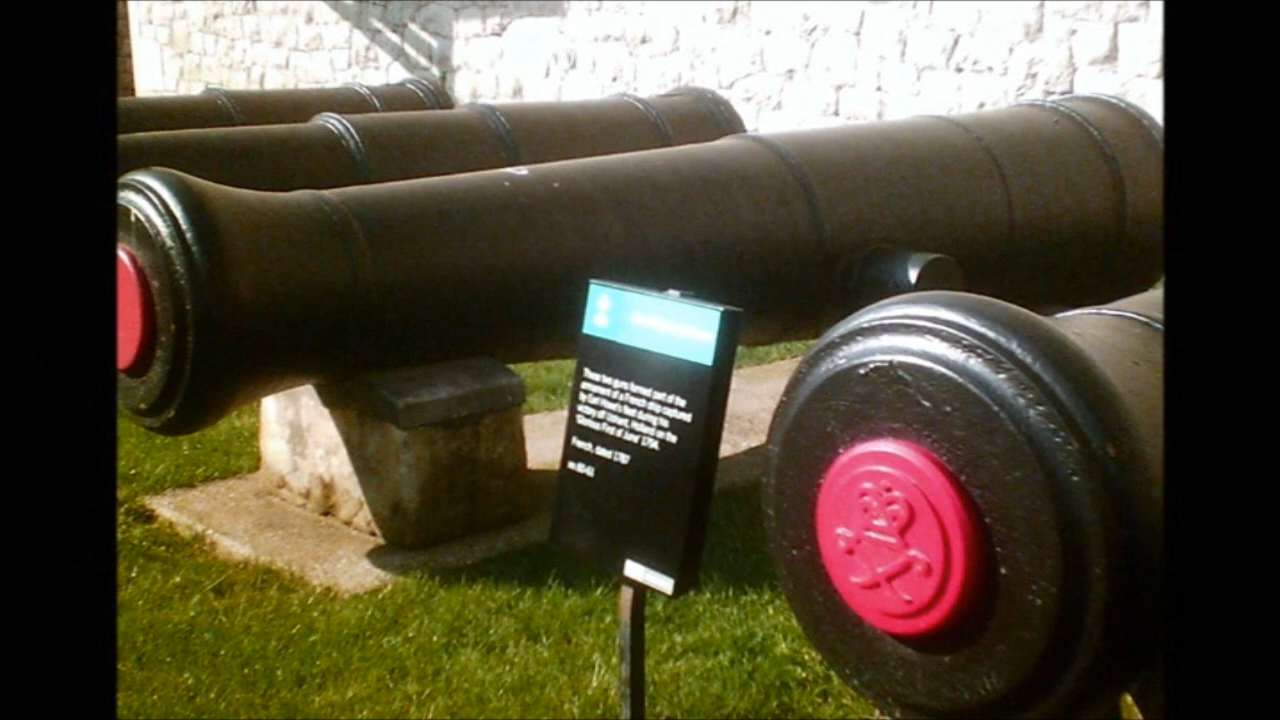 These two guns formed part of the
armament of a French ship captured
by Earl Howe's fleet during his
victory off Ushant, Holland on the
'Glorious First of June' 1794.
French, dated 1787